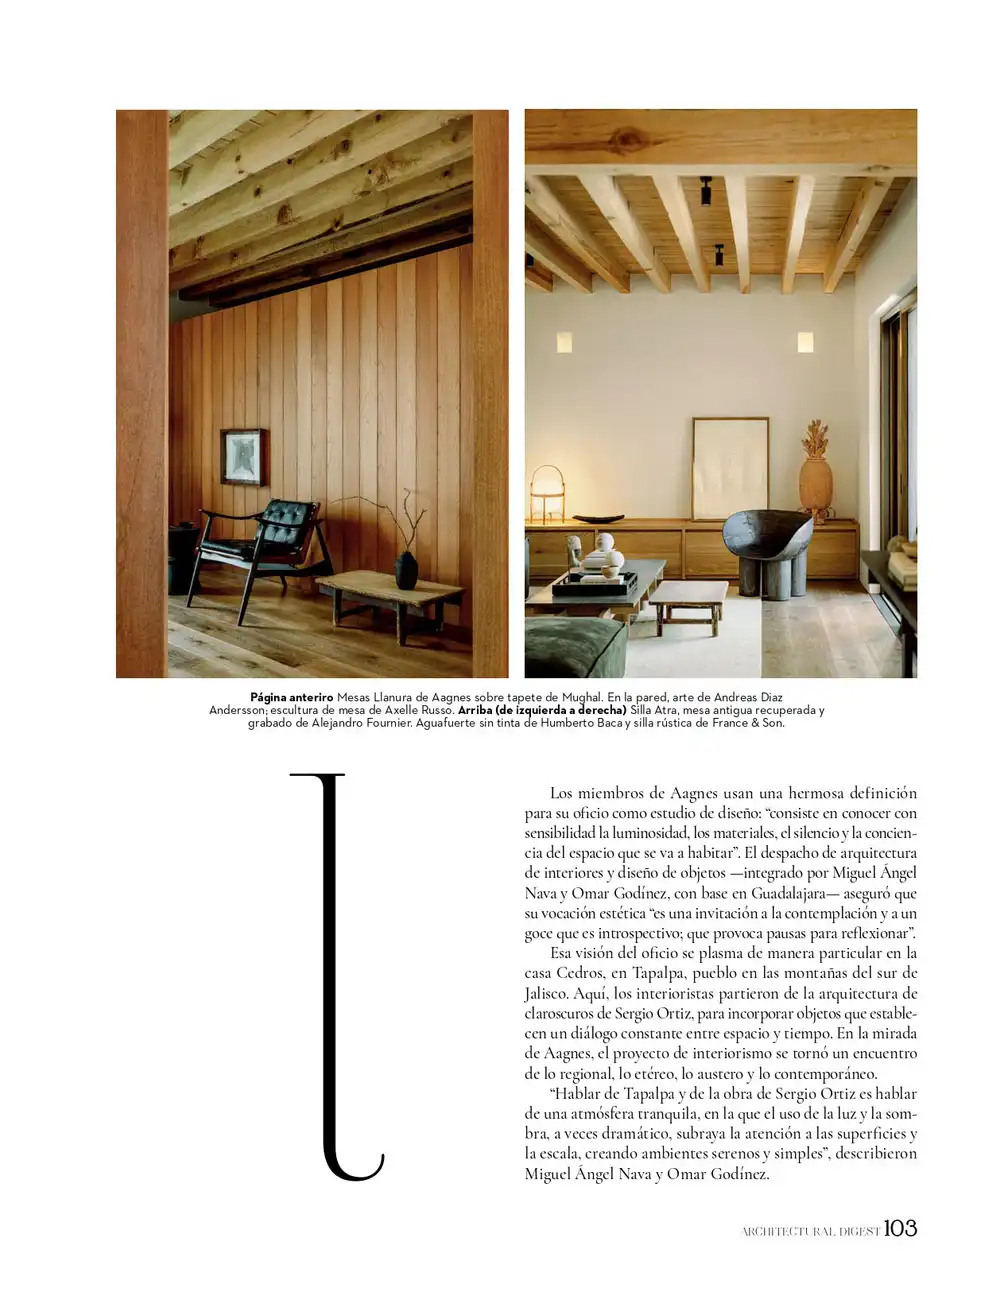 Página anteriro Mesas Llanura de Aagnes sobre tapete de Mughal. En la pared, arte de Andreas Diaz
Andersson; escultura de mesa de Axelle Russo. Arriba (de izquierda a derecha) Silla Atra, mesa antigua recuperada y
grabado de Alejandro Fournier. Aguafuerte sin tinta de Humberto Baca y silla rústica de France & Son.
Los miembros de Aagnes usan una hermosa definición
para su oficio como estudio de diseño: “consiste en conocer con
sensibilidad la luminosidad, los materiales, el silencio y la concien-
cia del espacio que se va a habitar”. El despacho de arquitectura
de interiores y diseño de objetos —integrado por Miguel Ángel
Nava y Omar Godínez, con base en Guadalajara— aseguró que
su vocación estética “es una invitación a la contemplación y a un
goce que es introspectivo; que provoca pausas para reflexionar”.
Esa visión del oficio se plasma de manera particular en la
casa Cedros, en Tapalpa, pueblo en las montañas del sur de
Jalisco. Aquí, los interioristas partieron de la arquitectura de
claroscuros de Sergio Ortiz, para incorporar objetos que estable-
cen un diálogo constante entre espacio y tiempo. En la mirada
de Aagnes, el proyecto de interiorismo se tornó un encuentro
de lo regional, lo etéreo, lo austero y lo contemporáneo.
“Hablar de Tapalpa y de la obra de Sergio Ortiz es hablar
de una atmósfera tranquila, en la que el uso de la luz y la som-
bra, a veces dramático, subraya la atención a las superficies y
la escala, creando ambientes serenos y simples”, describieron
Miguel Ángel Nava y Omar Godínez.
ARCHITECTURAL DIGEST 103